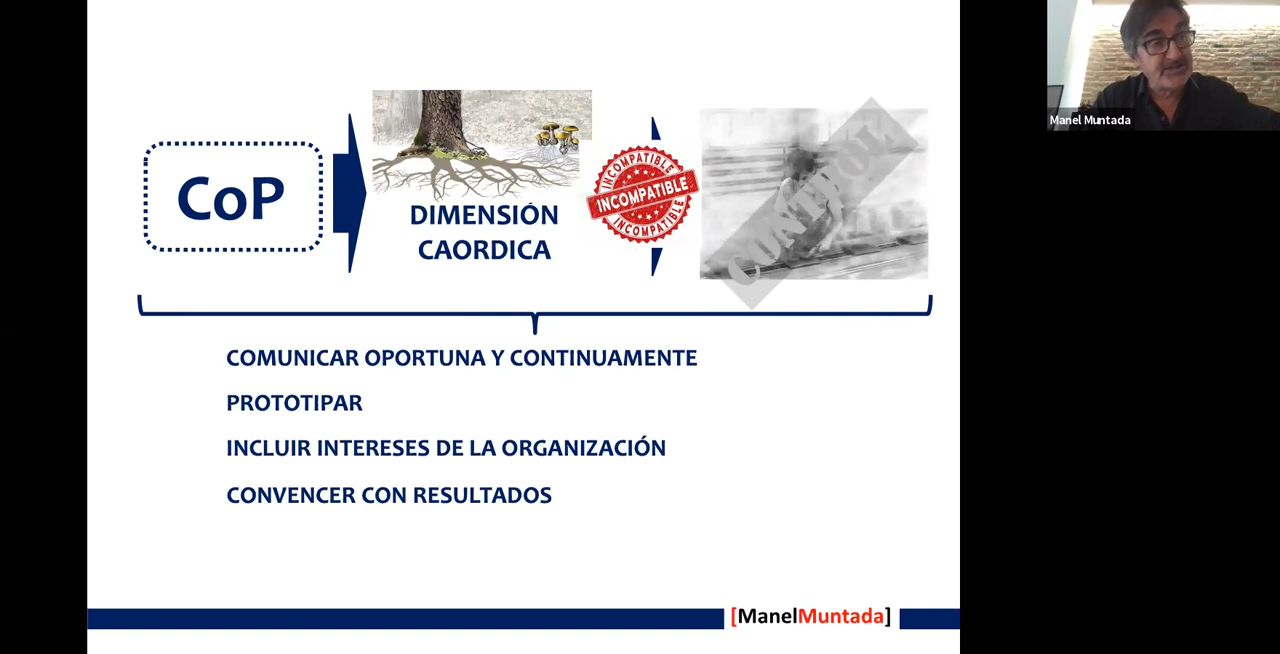 CoP
DIMENSIÓN
CAORDICA
INCOMPATIBLE
INCOMPATIBLE
INCOMPATIBLE
CONTROL
COMUNICAR OPORTUNA Y CONTINUAMENTE
PROTOTIPAR
INCLUIR INTERESES DE LA ORGANIZACIÓN
CONVENCER CON RESULTADOS
[ManelMuntada]
Manel Muntada